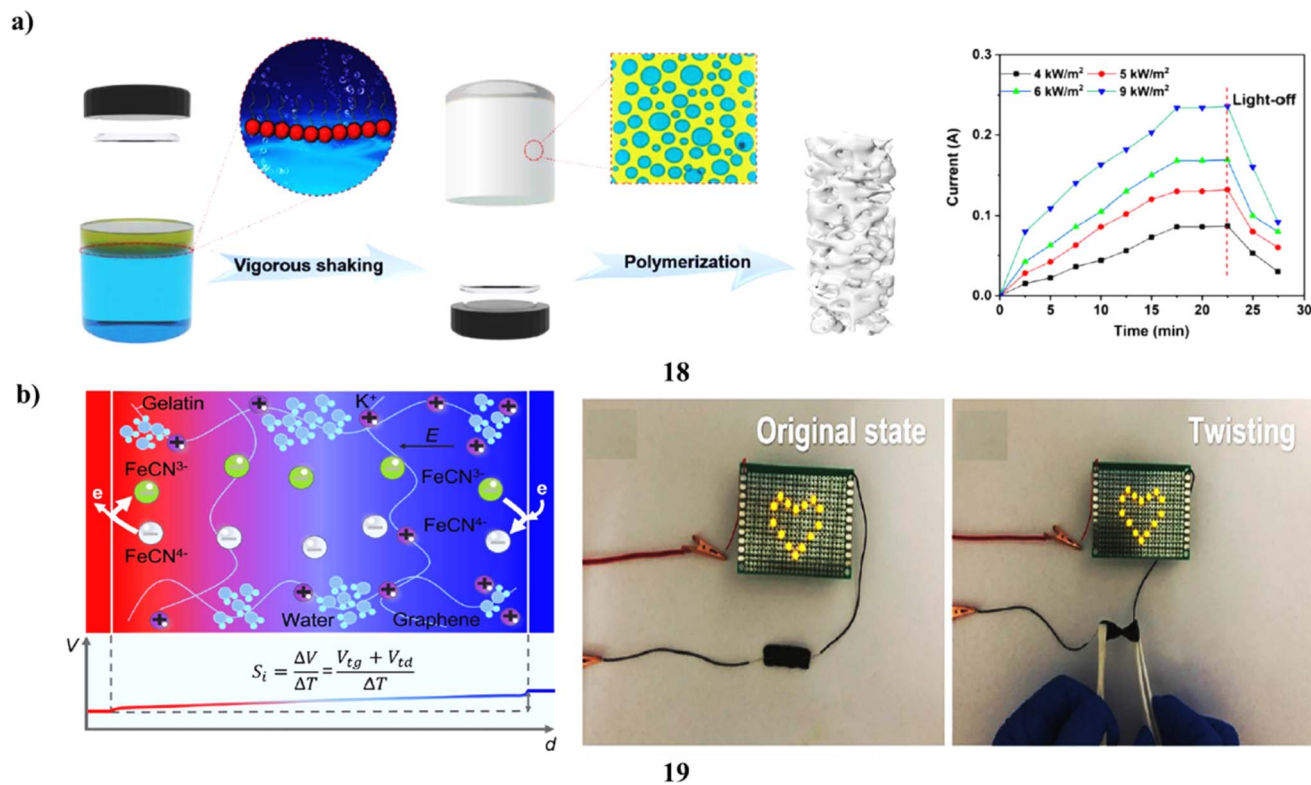 a)
Vigorous shaking
Polymerization
Current (A)
0.3
0.2
0.1
0.0
4 kW/m² 5 kW/m²
6 kW/m² 9 kW/m²
Light-off
0 5 10 15 20 25 30
Time (min)
18
b)
Gelatin
K⁺
E
FeCN³⁻
FeCN³⁻
e
e
FeCN⁴⁻
FeCN⁴⁻
Water
Graphene
V
S_i = ΔV/ΔT = (V_tg + V_td)/ΔT
d
Original state
Twisting
19